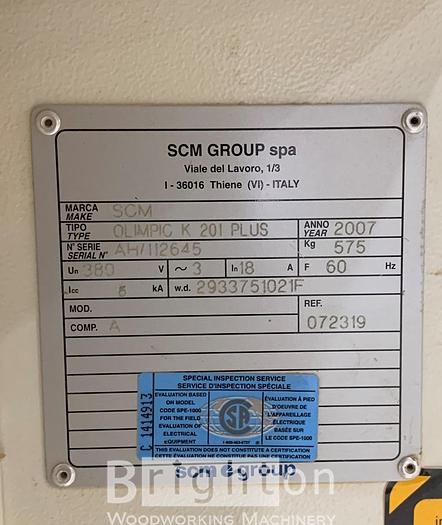 SCM GROUP spa
Viale del Lavoro, 1/3
I - 36016 Thiene (VI) - ITALY
MARCA
MAKE SCM
TIPO
TYPE OLIMPIC K 201 PLUS ANNO
YEAR 2007
N° SERIE
SERIAL N° AH/112645 Kg 575
Un 380 V ~ 3 In 18 A F 60 Hz
Icc 6 kA w.d. 2933751021F
MOD. REF.
COMP. A 072319
SPECIAL INSPECTION SERVICE
SERVICE D'INSPECTION SPÉCIALE
C 1414913
EVALUATION BASED
ON MODEL
CODE SPE-1000
FOR THE FIELD
EVALUATION OF
ELECTRICAL
EQUIPMENT
ÉVALUATION À PIED
D'OEUVRE DE
L'APPAREILLAGE
ÉLECTRIQUE
BASÉE SUR
LE CODE SPE-1000
THIS EVALUATION DOES NOT CONSTITUTE A CERTIFICATION
CETTE ÉVALUATION NE CONSTITUE PAS UNE CERTIFICATION
scm group
Brighton
WOODWORKING MACHINERY